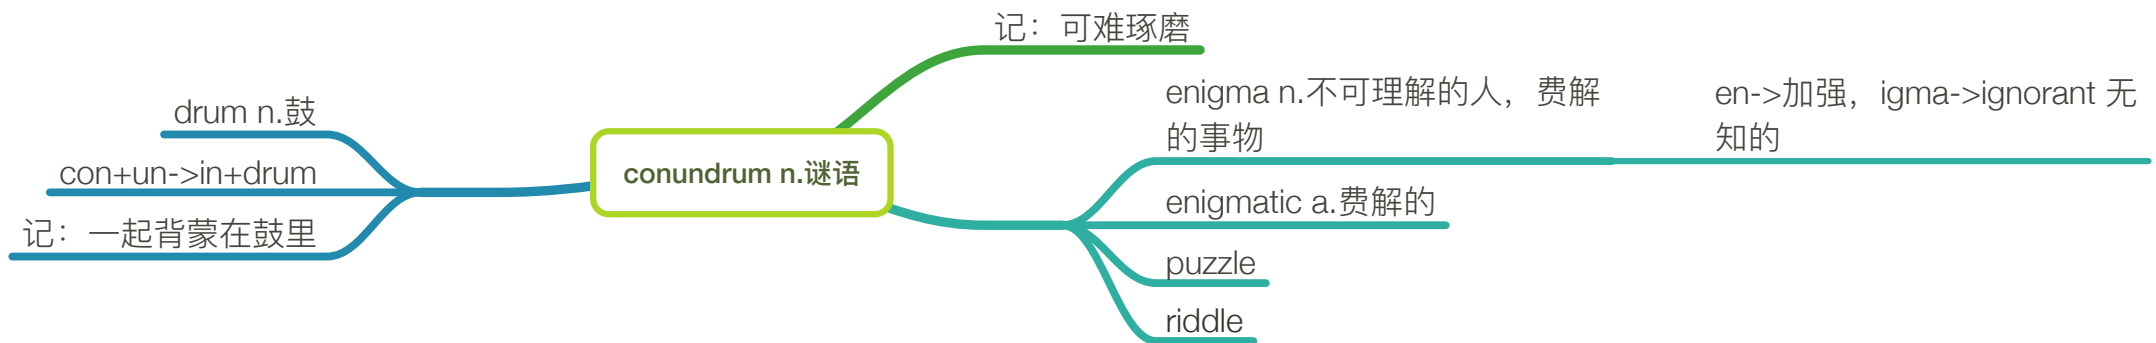 记：可难琢磨
enigma n.不可理解的人，费解
的事物
en->加强，igma->ignorant 无
知的
drum n.鼓
con+un->in+drum
记：一起背蒙在鼓里
conundrum n.谜语
enigmatic a.费解的
puzzle
riddle